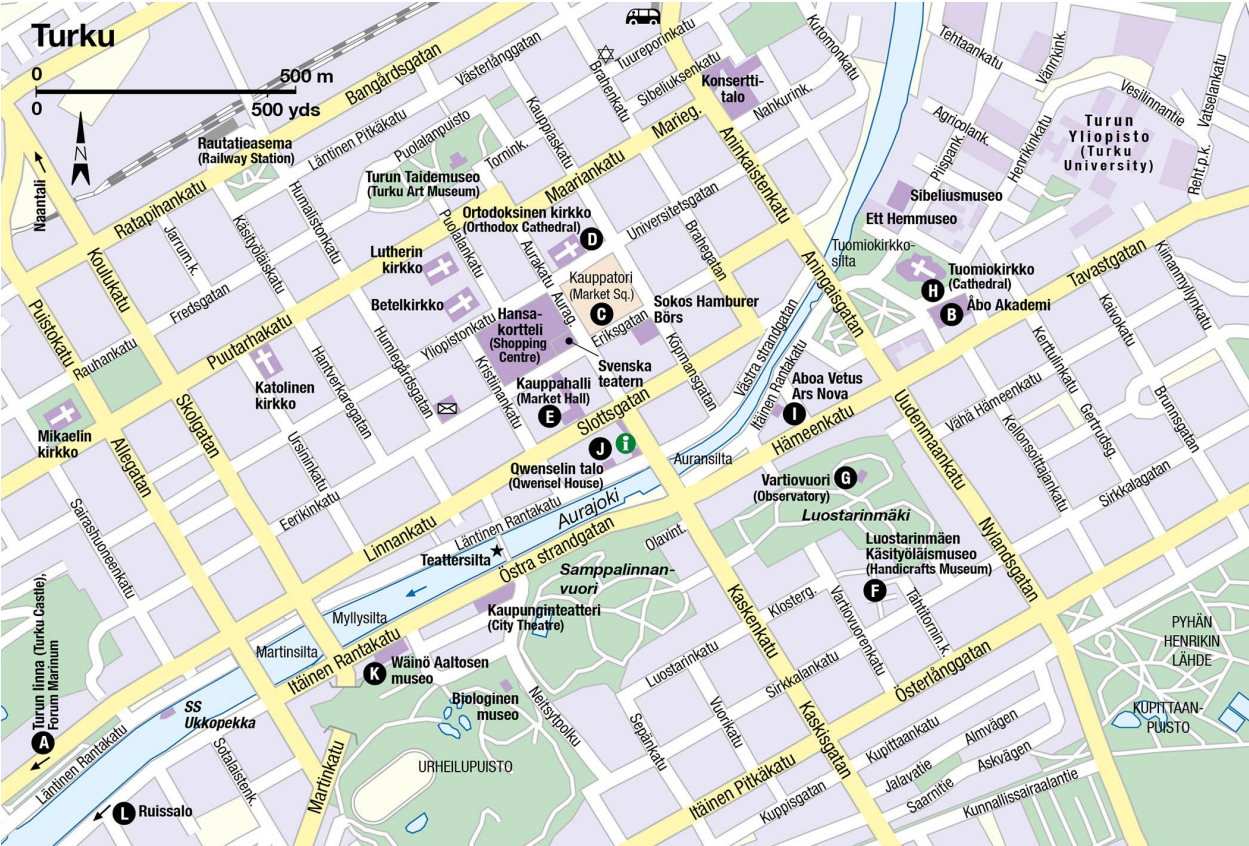 Turku
0 500 m
0 500 yds
N
Naantali
Rautatieasema
(Railway Station)
Bangårdsgatan
Västerlånggatan
Läntinen Pitkäkatu
Ratapihankatu
Tuureporinkatu
Brahenkatu
Sibeliuksenkatu
Kauppiaskatu
Puolalanpuisto
Tornink.
Marieg.
Maariankatu
Konsertti-
talo
Nahkurink.
Kutomonkatu
Aninkaistenkatu
Tehtaankatu
Vänrikink.
Vesilinnantie
Vatselankatu
Agricolank.
Piispank.
Henrikinkatu
Turun
Yliopisto
(Turku
University)
Reht.p.k.
Sibeliusmuseo
Ett Hemmuseo
Tuomiokirkko-
silta
Tuomiokirkko
(Cathedral)
H
Åbo Akademi
B
Tavastgatan
Kiinanmyllynkatu
Kaivokatu
Turun Taidemuseo
(Turku Art Museum)
Ortodoksinen kirkko
(Orthodox Cathedral)
D
Universitetsgatan
Brahegatan
Aningaisgatan
Puolalankatu
Aurakatu
Aurag.
Kauppatori
(Market Sq.)
C
Sokos Hamburer
Börs
Eriksgatan
Köpmansgatan
Lutherin
kirkko
Betelkirkko
Hansa-
kortteli
(Shopping
Centre)
Svenska
teatern
Yliopistonkatu
Kristiinankatu
Kauppahalli
(Market Hall)
E
Slottsgatan
Jarrum.k.
Käsityöläiskatu
Humalistonkatu
Koulukatu
Fredsgatan
Puutarhakatu
Puistokatu
Rauhankatu
Katolinen
kirkko
Hantverkaregatan
Humlegårdsgatan
Mikaelin
kirkko
Allegatan
Skolgatan
Ursininkatu
Eerikinkatu
Linnankatu
Sairashuoneenkatu
J
i
Qwenselin talo
(Qwensel House)
Auransilta
Västra strandgatan
Itäinen Rantakatu
Aboa Vetus
Ars Nova
I
Hämeenkatu
Uudenmaankatu
Vähä Hämeenkatu
Kerttulinkatu
Kellonsoittajankatu
Gertrudsg.
Brunnsgatan
Sirkkalagatan
Vartiovuori
(Observatory)
G
Luostarinmäki
Luostarinmäen
Käsityöläismuseo
(Handicrafts Museum)
F
Nylandsgatan
Läntinen Rantakatu
Aurajoki
Teattersilta
Östra strandgatan
Olavint.
Samppalinnan-
vuori
Kaupunginteatteri
(City Theatre)
Myllysilta
Martinsilta
Itäinen Rantakatu
K
Wäinö Aaltosen
museo
Biologinen
museo
Neitsytpolku
Kaskenkatu
Klosterg.
Vartiovuorenkatu
Tähtitornin.k.
Luostarinkatu
Sirkkalankatu
Österlånggatan
Vuorikatu
Sepänkatu
Kaskisgatan
Kupittaankatu
Almvägen
Jalavatie
Askvägen
Saarnitie
Kunnallissairaalantie
Kuppisgatan
Itäinen Pitkäkatu
PYHÄN
HENRIKIN
LÄHDE
KUPITTAAN-
PUISTO
Turun linna (Turku Castle),
Forum Marinum
A
Läntinen Rantakatu
SS
Ukkopekka
Sotalaistenk.
Martinkatu
URHEILUPUISTO
L
Ruissalo